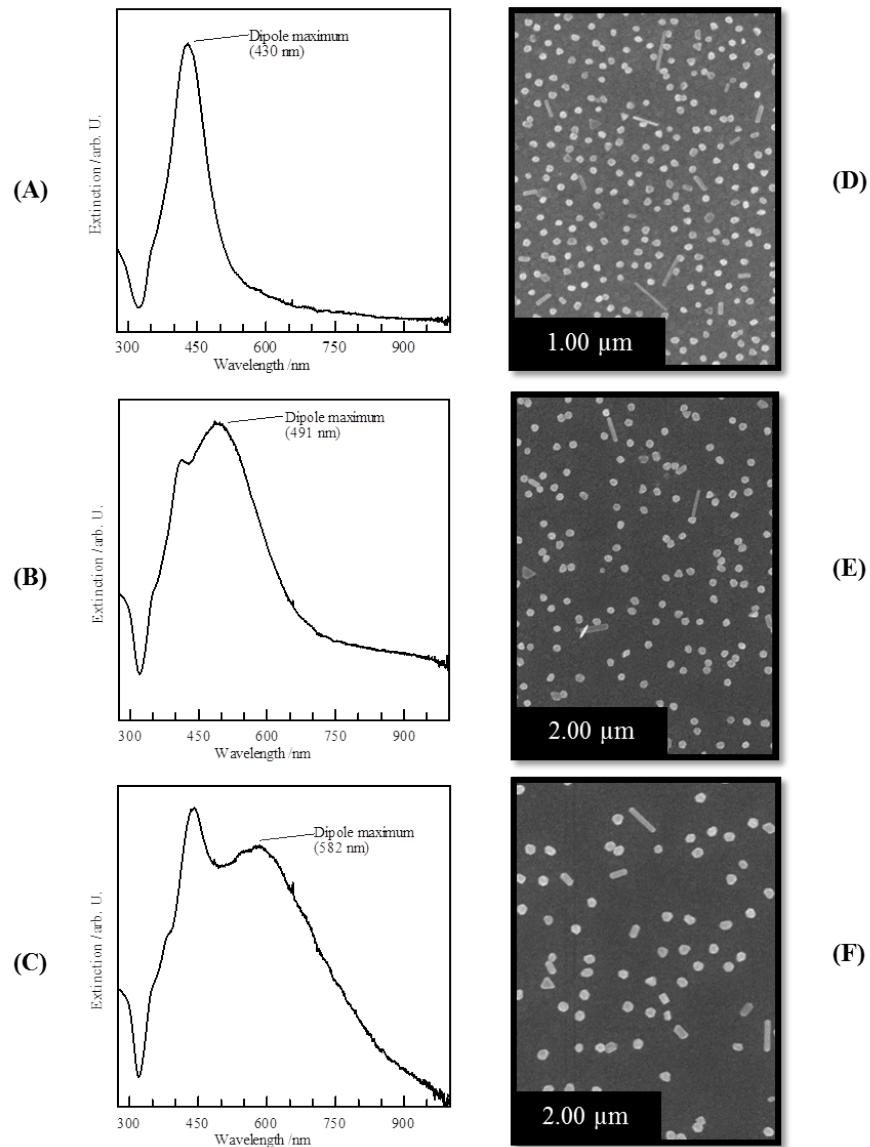 (A)
Extinction / arb. U.
Dipole maximum
(430 nm)
300 450 600 750 900
Wavelength /nm
(D)
1.00 µm
(B)
Extinction / arb. U.
Dipole maximum
(491 nm)
300 450 600 750 900
Wavelength /nm
(E)
2.00 µm
(C)
Extinction / arb. U.
Dipole maximum
(582 nm)
300 450 600 750 900
Wavelength /nm
(F)
2.00 µm